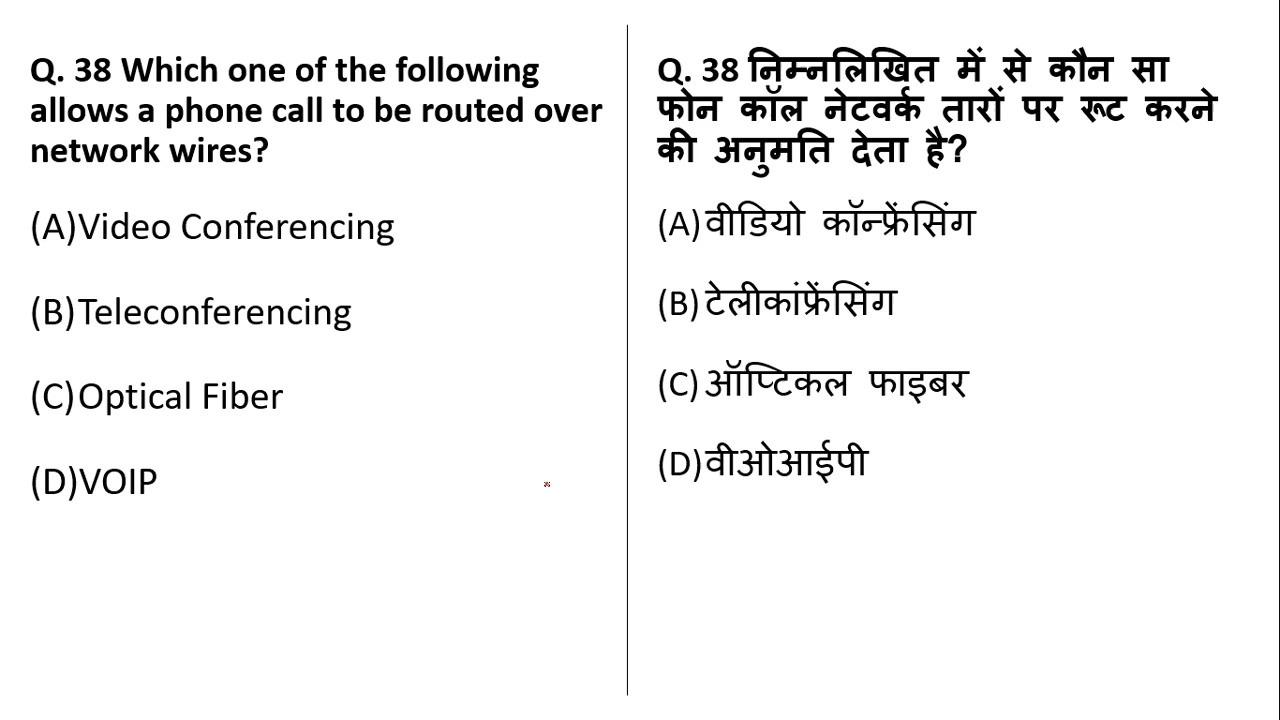 Q. 38 Which one of the following
allows a phone call to be routed over
network wires?
(A)Video Conferencing
(B)Teleconferencing
(C)Optical Fiber
(D)VOIP
Q. 38 निम्नलिखित में से कौन सा
फोन कॉल नेटवर्क तारों पर रूट करने
की अनुमति देता है?
(A)वीडियो कॉन्फ्रेंसिंग
(B)टेलीकांफ्रेंसिंग
(C)ऑप्टिकल फाइबर
(D)वीओआईपी